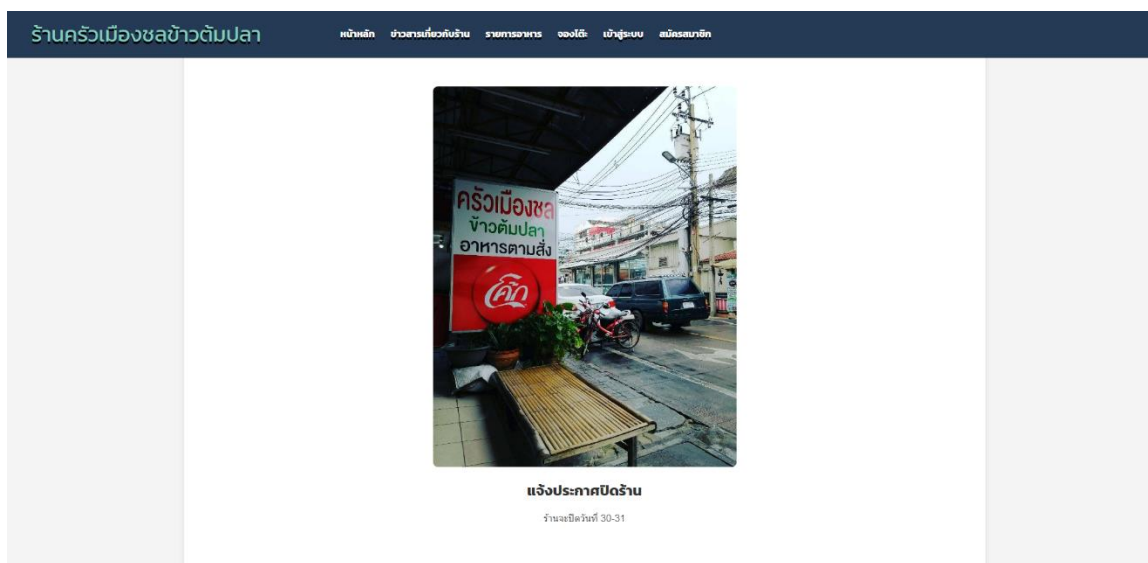 ร้านครัวเมืองชลข้าวต้มปลา
หน้าหลัก ข่าวสารเกี่ยวกับร้าน รายการอาหาร จองโต๊ะ เข้าสู่ระบบ สมัครสมาชิก
ครัวเมืองชล
ข้าวต้มปลา
อาหารตามสั่ง
โค้ก
แจ้งประกาศปิดร้าน
ร้านจะปิดวันที่ 30-31